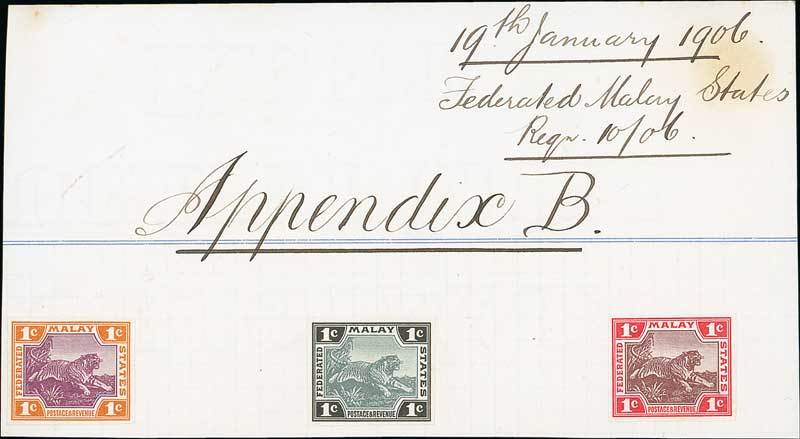 19th January 1906.
Federated Malay States
Reqn. 10/06.
Appendix B.
1c MALAY 1c
FEDERATED
STATES
1c POSTAGE & REVENUE 1c
1c MALAY 1c
FEDERATED
STATES
1c POSTAGE & REVENUE 1c
1c MALAY 1c
FEDERATED
STATES
1c POSTAGE & REVENUE 1c